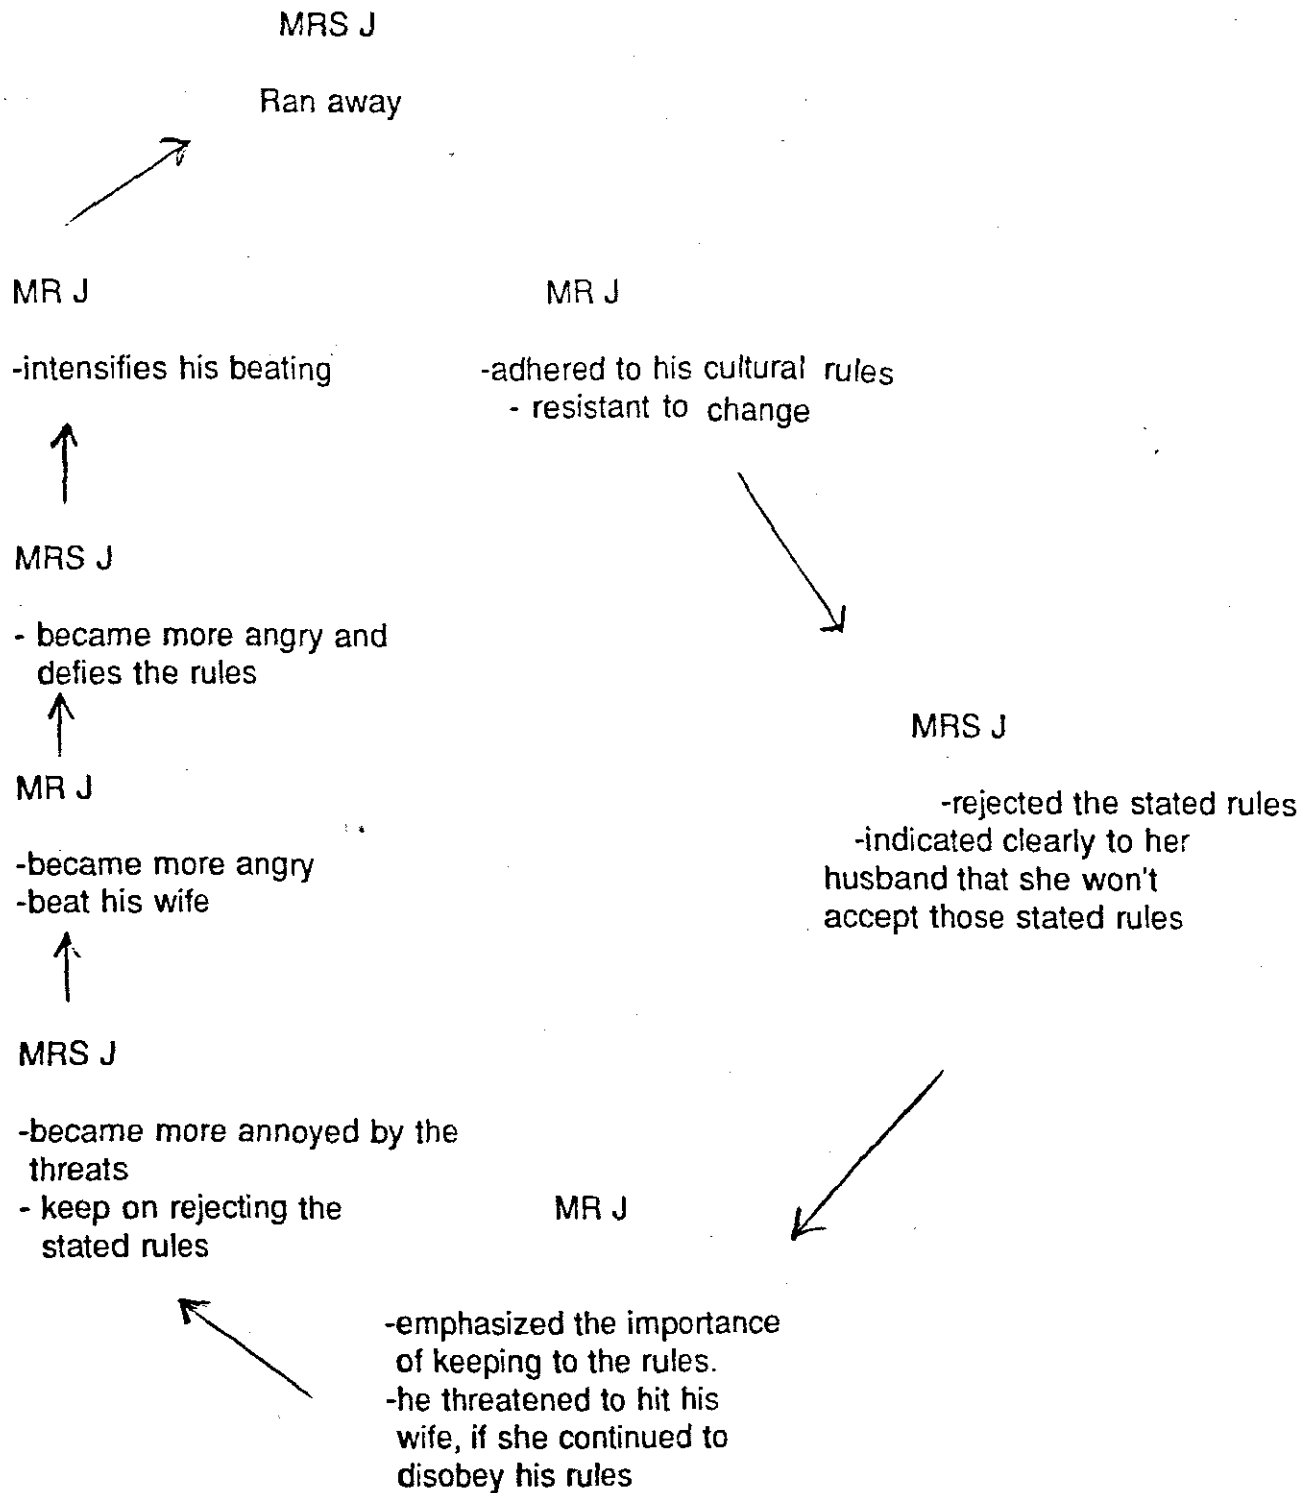 MRS J
Ran away
MR J
-intensifies his beating
MR J
-adhered to his cultural rules
- resistant to change
MRS J
- became more angry and
defies the rules
MRS J
-rejected the stated rules
-indicated clearly to her
husband that she won't
accept those stated rules
MR J
-became more angry
-beat his wife
MRS J
-became more annoyed by the
threats
- keep on rejecting the
stated rules
MR J
-emphasized the importance
of keeping to the rules.
-he threatened to hit his
wife, if she continued to
disobey his rules